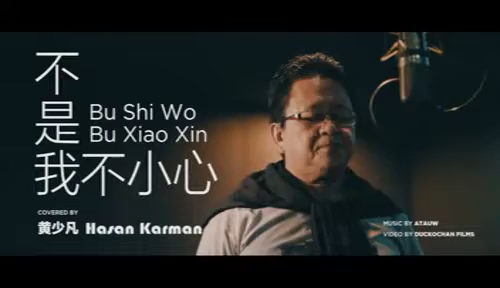 不
是
我不小心
Bu Shi Wo
Bu Xiao Xin
COVERED BY
黄少凡 Hasan Karman
MUSIC BY ATAUW
VIDEO BY DUCKOCHAN FILMS